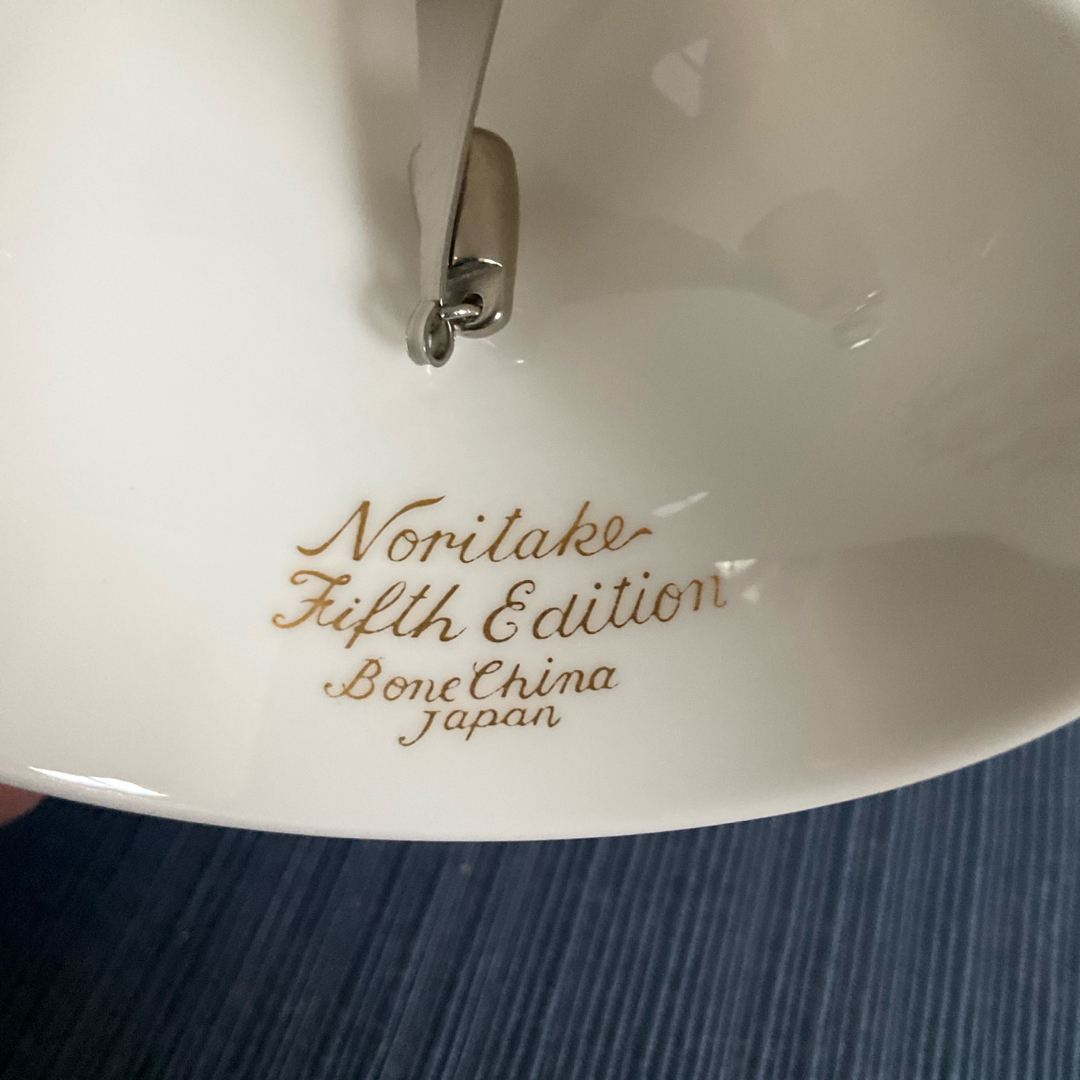 Noritake
Fifth Edition
Bone China
Japan